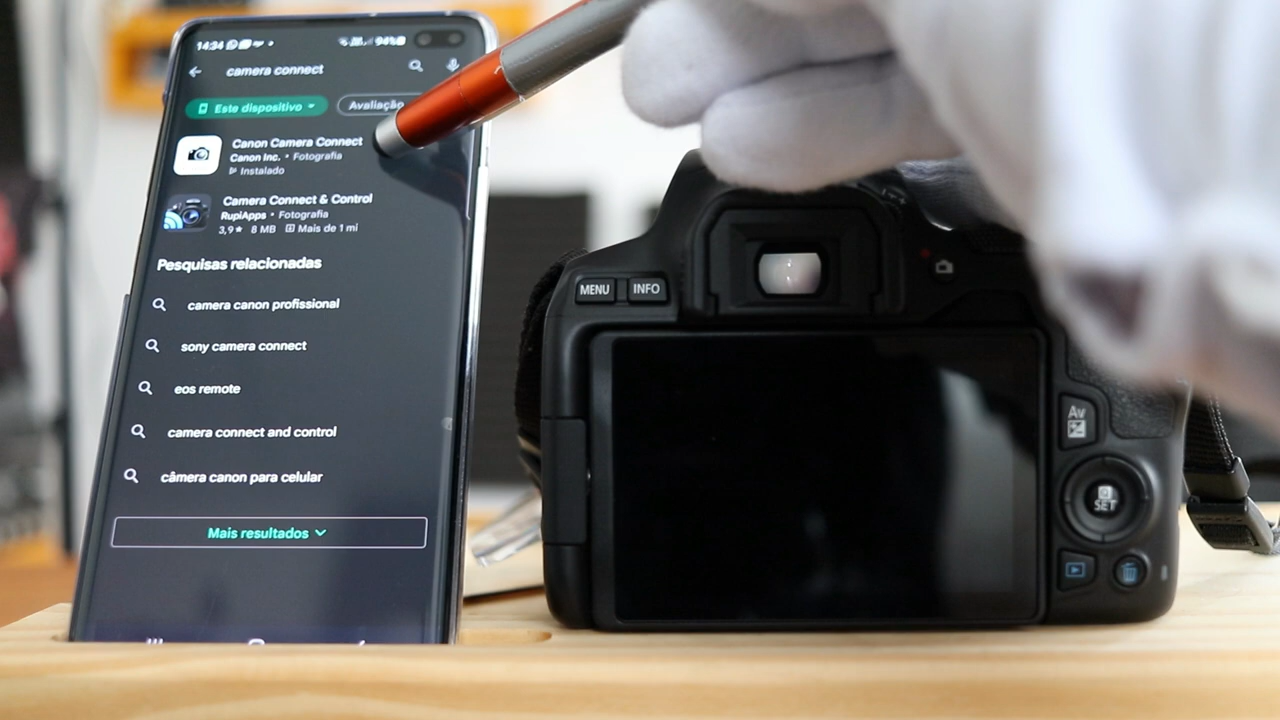 14:34
94%
camera connect
Este dispositivo
Avaliação
Canon Camera Connect
Canon Inc. • Fotografia
Instalado
Camera Connect & Control
RupiApps • Fotografia
3,9★ 8 MB Mais de 1 mi
Pesquisas relacionadas
camera canon profissional
sony camera connect
eos remote
camera connect and control
câmera canon para celular
Mais resultados
MENU INFO
Av
SET